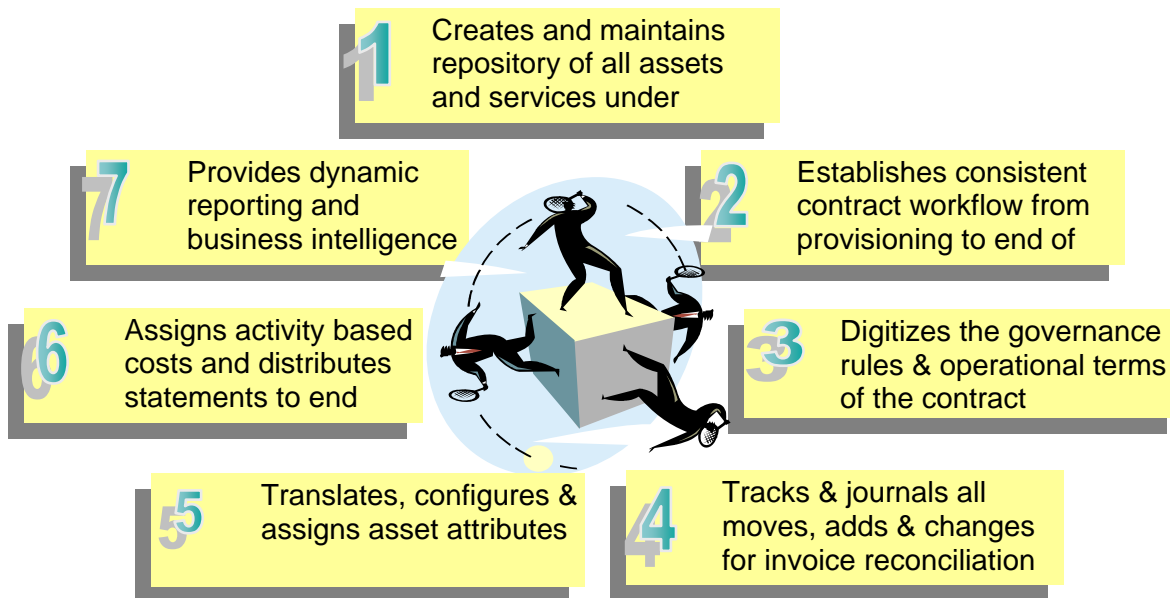 1
Creates and maintains
repository of all assets
and services under
2
Establishes consistent
contract workflow from
provisioning to end of
3
Digitizes the governance
rules & operational terms
of the contract
4
Tracks & journals all
moves, adds & changes
for invoice reconciliation
5
Translates, configures &
assigns asset attributes
6
Assigns activity based
costs and distributes
statements to end
7
Provides dynamic
reporting and
business intelligence